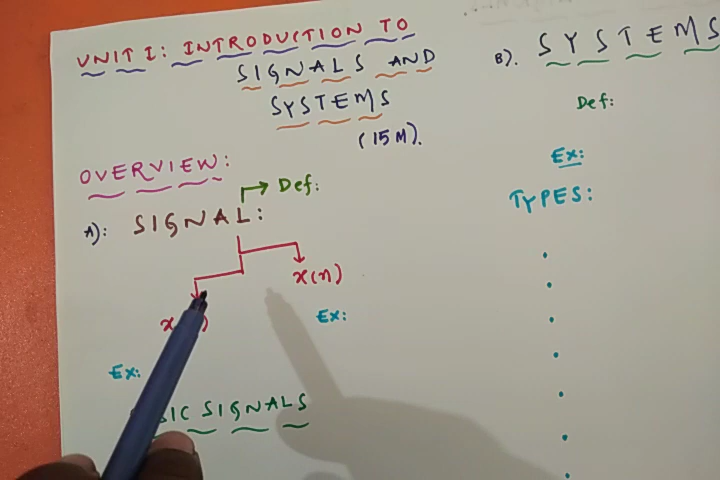 UNIT I: INTRODUCTION TO
SIGNALS AND
SYSTEMS
(15M).
OVERVIEW:
Def:
A): SIGNAL:
x(n)
Ex:
Ex:
SIGNALS
B). SYSTEMS
Def:
Ex:
TYPES: